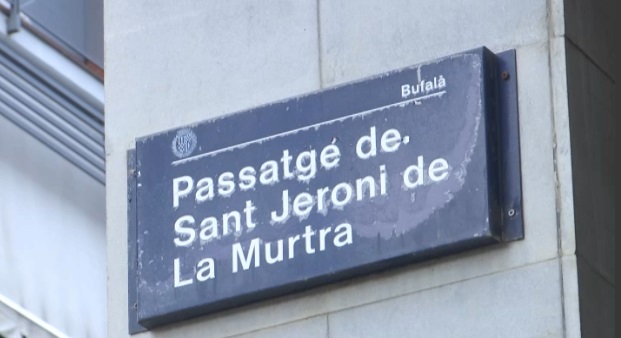 Bufalà
Passatge de
Sant Jeroni de
La Murtra